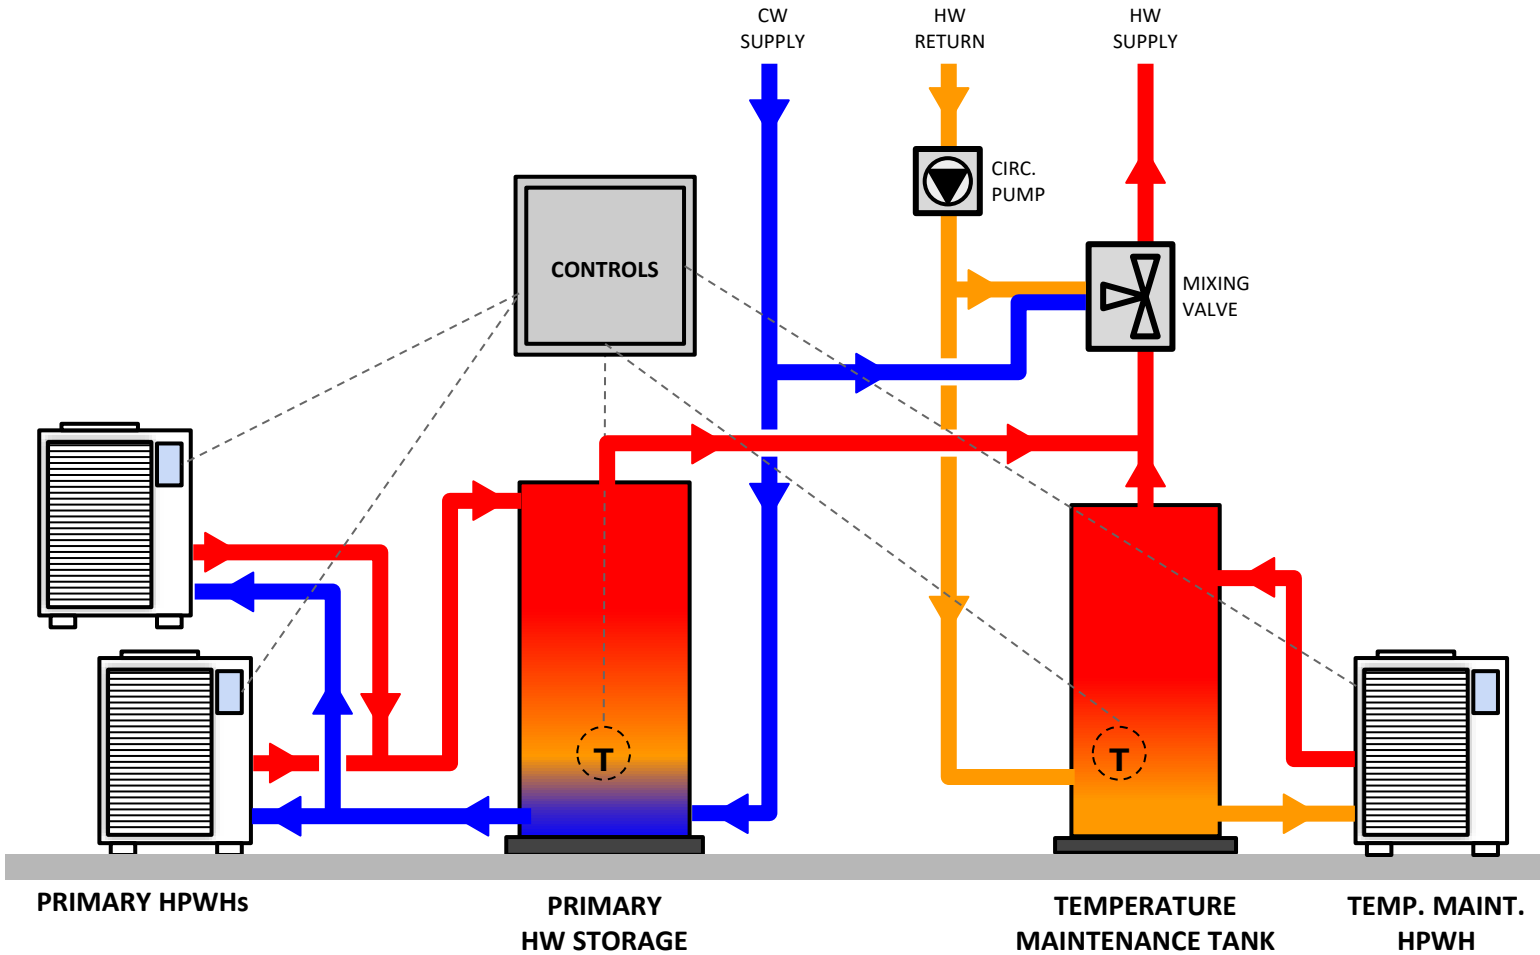 CW
SUPPLY
HW
RETURN
HW
SUPPLY
CIRC.
PUMP
CONTROLS
MIXING
VALVE
T
T
PRIMARY HPWHs
PRIMARY
HW STORAGE
TEMPERATURE
MAINTENANCE TANK
TEMP. MAINT.
HPWH